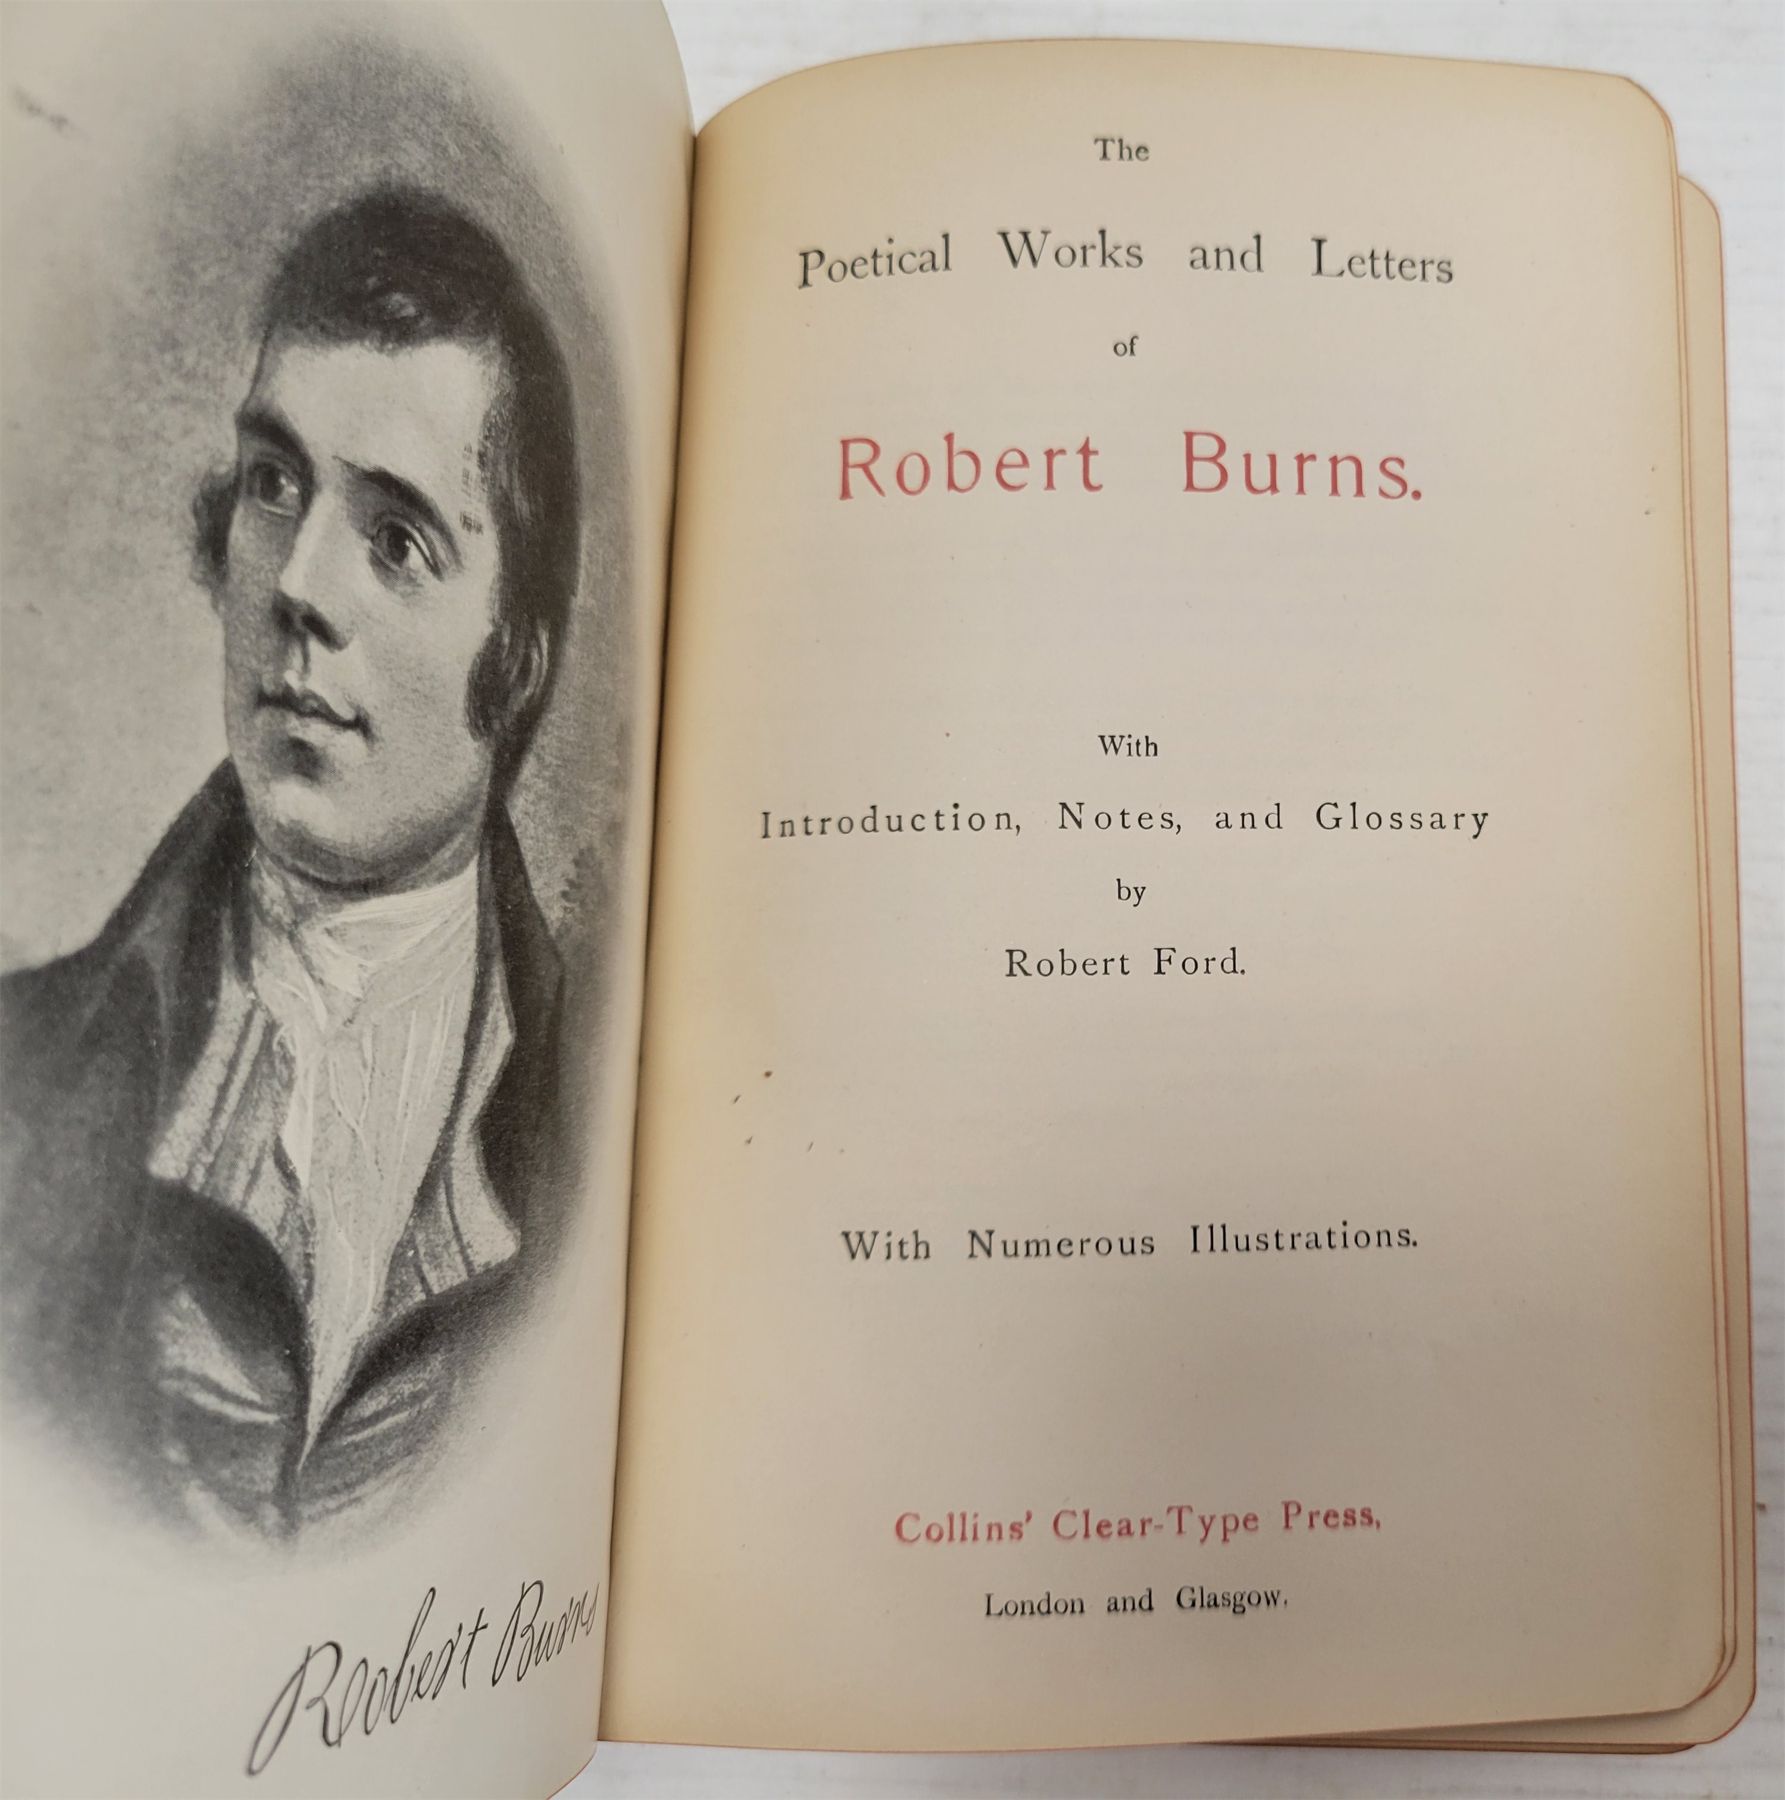 Robert Burns
The
Poetical Works and Letters
of
Robert Burns.
With
Introduction, Notes, and Glossary
by
Robert Ford.
With Numerous Illustrations.
Collins' Clear-Type Press,
London and Glasgow.